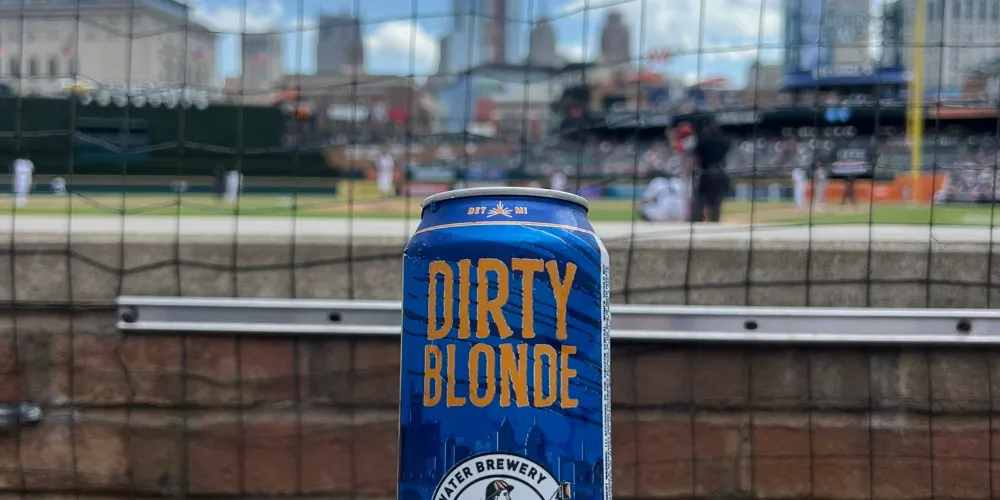 DET MI
DIRTY
BLONDE
WATER BREWERY